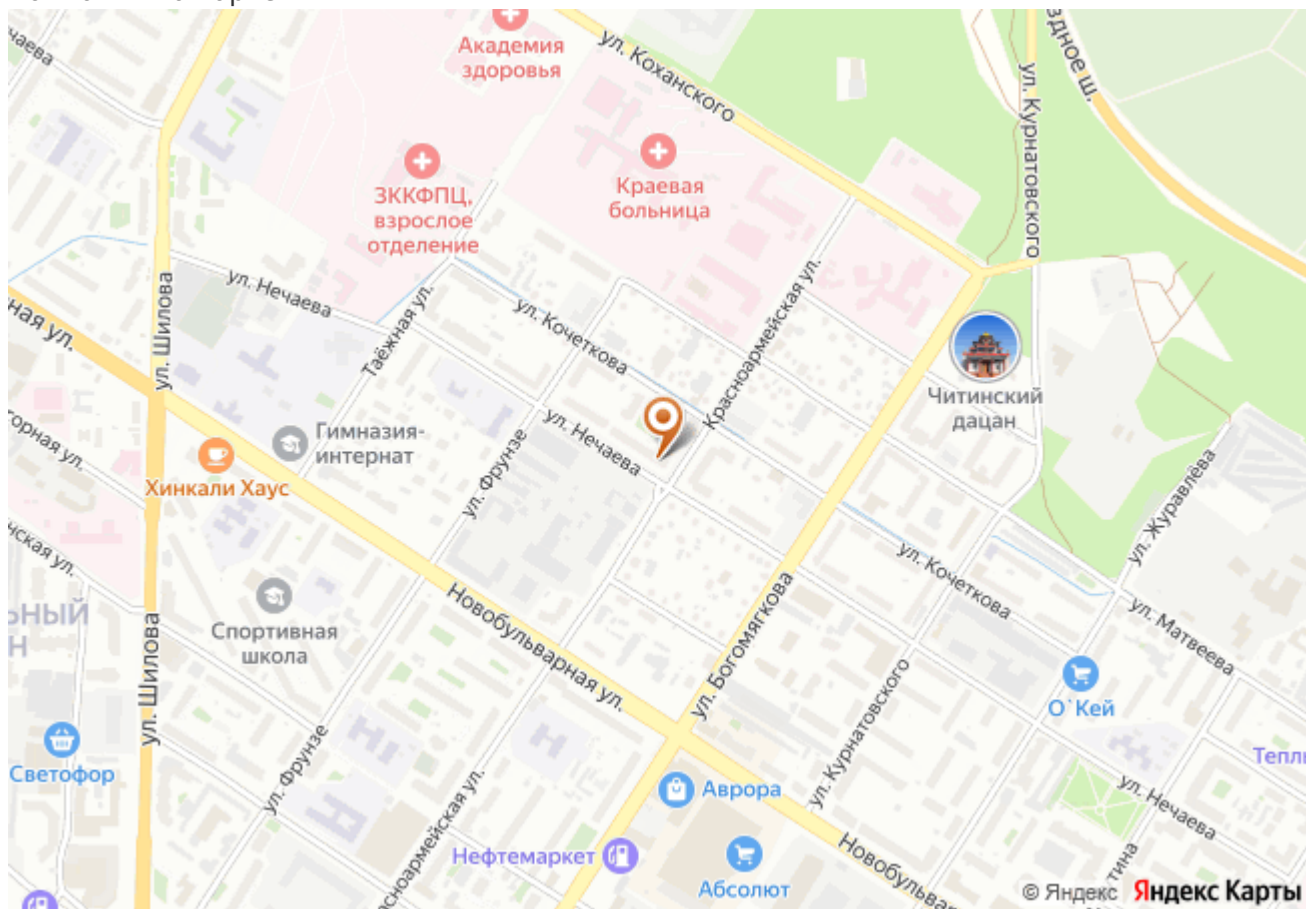 Академия
здоровья
ул. Коханского
ул. Курнатовского
Краевая
больница
ЗККФПЦ,
взрослое
отделение
ул. Шилова
ул. Нечаева
Таёжная ул.
ул. Кочеткова
Красноармейская ул.
Читинский
дацан
Гимназия-
интернат
Хинкали Хаус
ул. Фрунзе
ул. Нечаева
ул. Журавлёва
ул. Кочеткова
ул. Матвеева
Спортивная
школа
Новобульварная ул.
ул. Богомягкова
ул. Шилова
О`Кей
ул. Курнатовского
Светофор
ул. Фрунзе
Аврора
ул. Нечаева
Нефтемаркет
Абсолют
© Яндекс Яндекс Карты